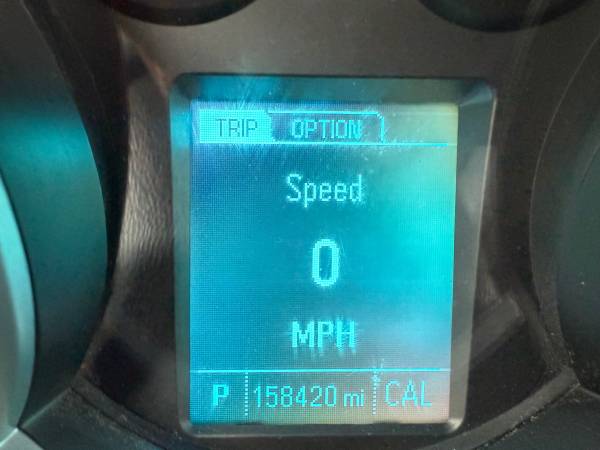 TRIP OPTION
Speed
0
MPH
P 158420 mi CAL